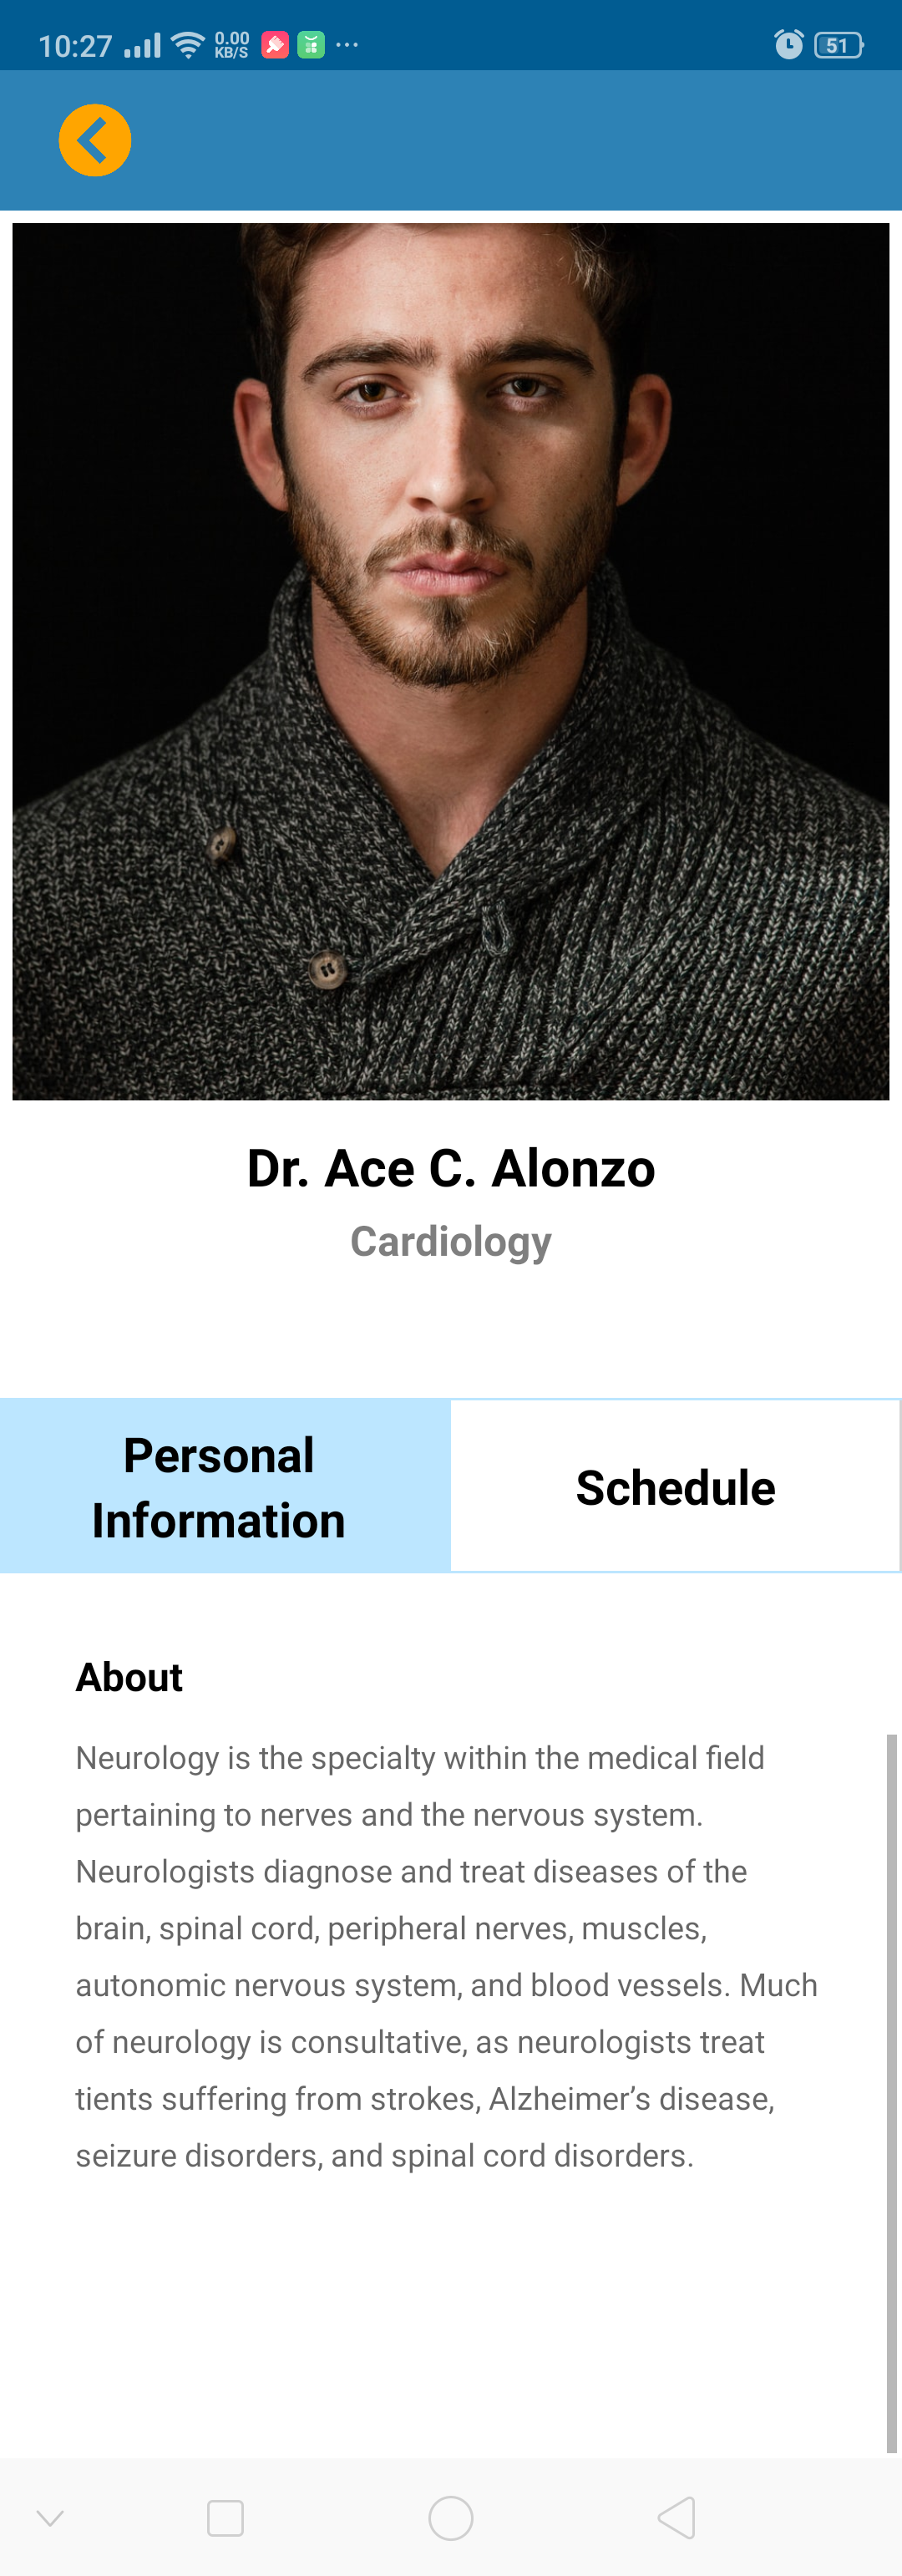 10:27
0.00
KB/S
51
Dr. Ace C. Alonzo
Cardiology
Personal
Information
Schedule
About
Neurology is the specialty within the medical field
pertaining to nerves and the nervous system.
Neurologists diagnose and treat diseases of the
brain, spinal cord, peripheral nerves, muscles,
autonomic nervous system, and blood vessels. Much
of neurology is consultative, as neurologists treat
tients suffering from strokes, Alzheimer’s disease,
seizure disorders, and spinal cord disorders.